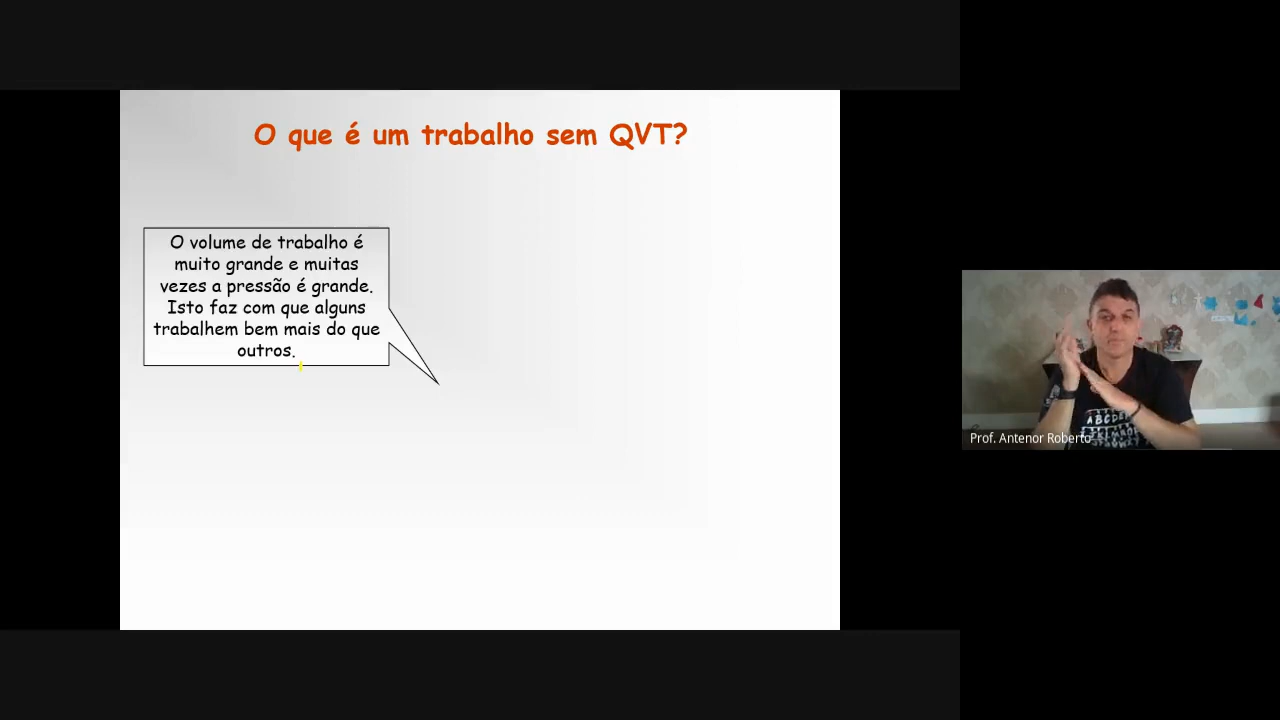 O que é um trabalho sem QVT?
O volume de trabalho é
muito grande e muitas
vezes a pressão é grande.
Isto faz com que alguns
trabalhem bem mais do que
outros.
Prof. Antenor Roberto
ABCDEF